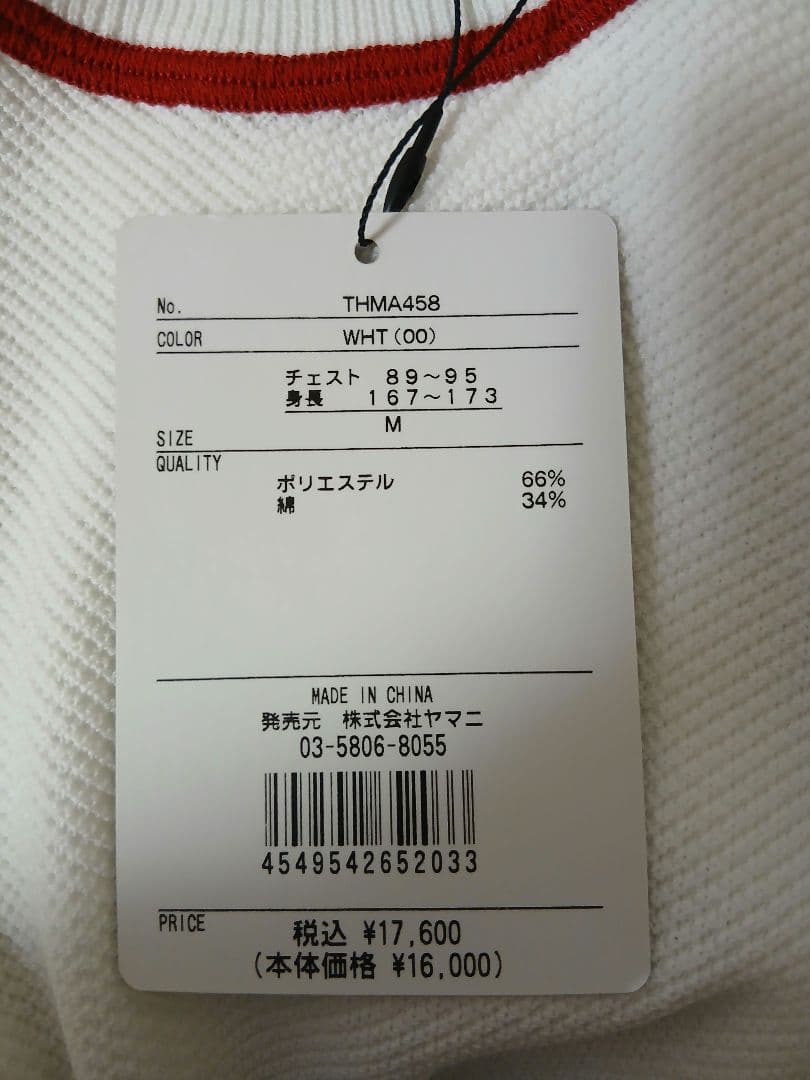 No. THMA458
COLOR WHT(00)
チェスト 89～95
身長 167～173
SIZE M
QUALITY
ポリエステル 66%
綿 34%
MADE IN CHINA
発売元 株式会社ヤマニ
03-5806-8055
4549542652033
PRICE 税込 ¥17,600
(本体価格 ¥16,000)